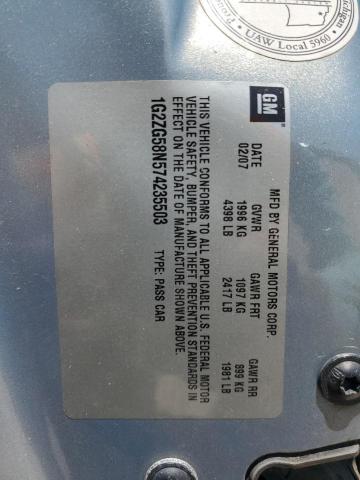 Pon
chigan
UAW Local 5960
GM
MFD BY GENERAL MOTORS CORP.
DATE GVWR GAWR FRT GAWR RR
02/07 1996 KG 1097 KG 899 KG
4398 LB 2417 LB 1981 LB
THIS VEHICLE CONFORMS TO ALL APPLICABLE U.S. FEDERAL MOTOR
VEHICLE SAFETY, BUMPER, AND THEFT PREVENTION STANDARDS IN
EFFECT ON THE DATE OF MANUFACTURE SHOWN ABOVE.
1G2ZG58N574235503 TYPE: PASS CAR